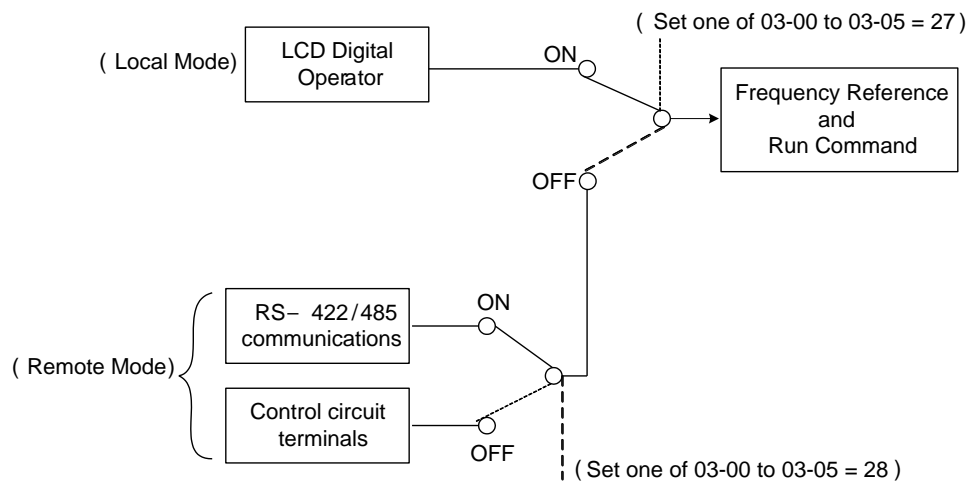 ( Set one of 03-00 to 03-05 = 27 )
( Local Mode)
LCD Digital
Operator
ON
Frequency Reference
and
Run Command
OFF
( Remote Mode)
RS– 422/485
communications
ON
Control circuit
terminals
OFF
( Set one of 03-00 to 03-05 = 28 )